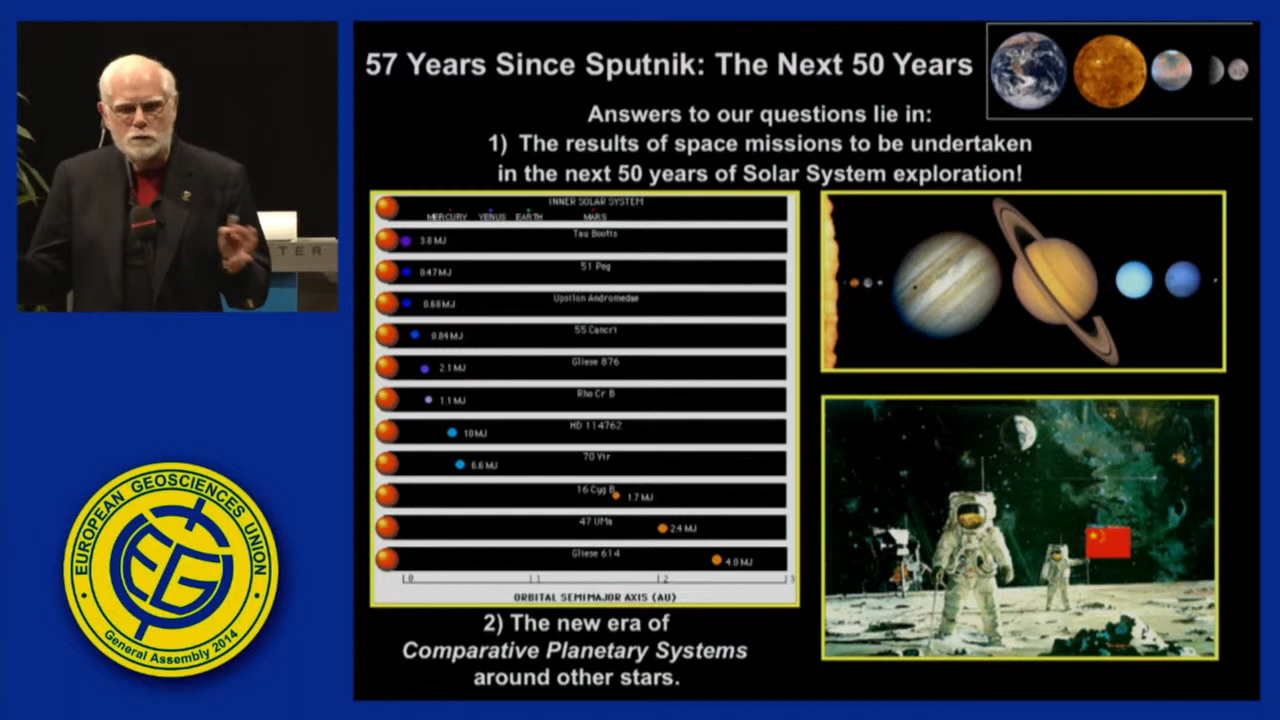 57 Years Since Sputnik: The Next 50 Years
Answers to our questions lie in:
1) The results of space missions to be undertaken
in the next 50 years of Solar System exploration!
INNER SOLAR SYSTEM
MERCURY VENUS EARTH MARS
Tau Bootis
3.8 MJ
51 Peg
0.47 MJ
Upsilon Andromedae
0.68 MJ
55 Cancri
0.84 MJ
Gliese 876
2.1 MJ
Rho Cr B
1.1 MJ
HD 114762
10 MJ
70 Vir
6.6 MJ
16 Cyg B
1.7 MJ
47 UMa
2.4 MJ
Gliese 614
4.0 MJ
0 1 2 3
ORBITAL SEMIMAJOR AXIS (AU)
2) The new era of
Comparative Planetary Systems
around other stars.
TER
EUROPEAN GEOSCIENCES UNION
EGU
General Assembly 2014